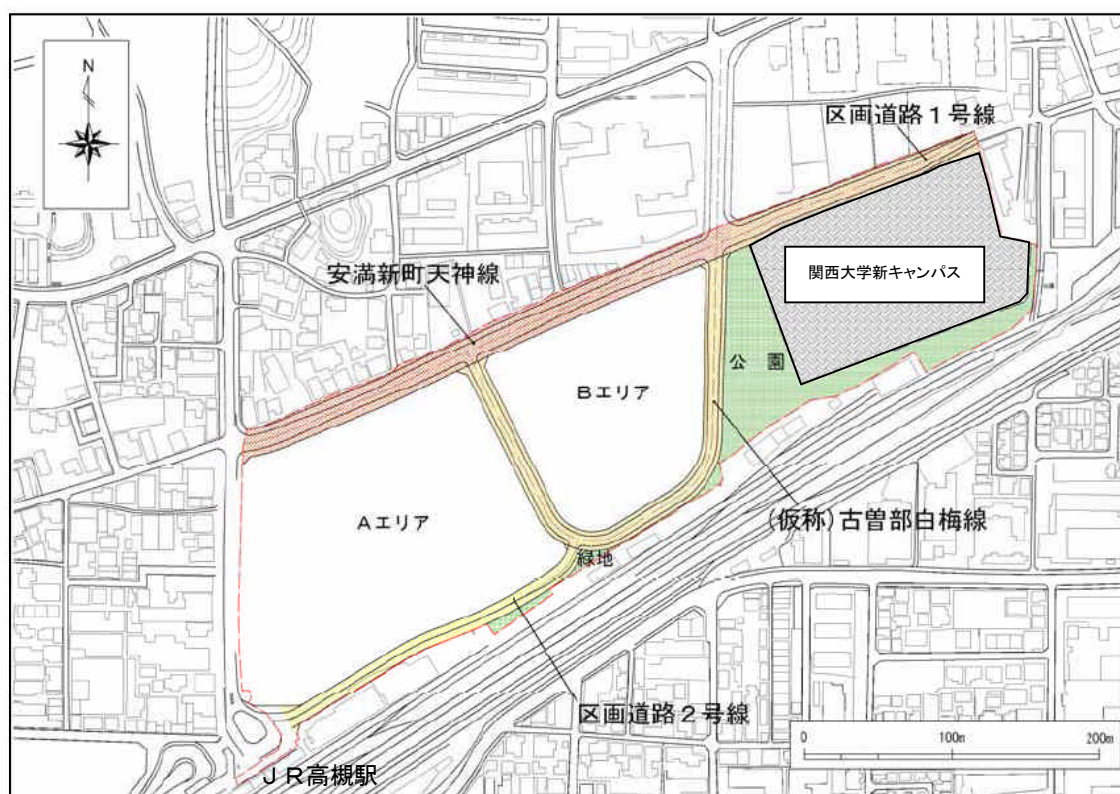 N
区画道路1号線
関西大学新キャンパス
安満新町天神線
公園
Bエリア
Aエリア
(仮称)古曽部白梅線
緑地
区画道路2号線
0 100m 200m
JR高槻駅